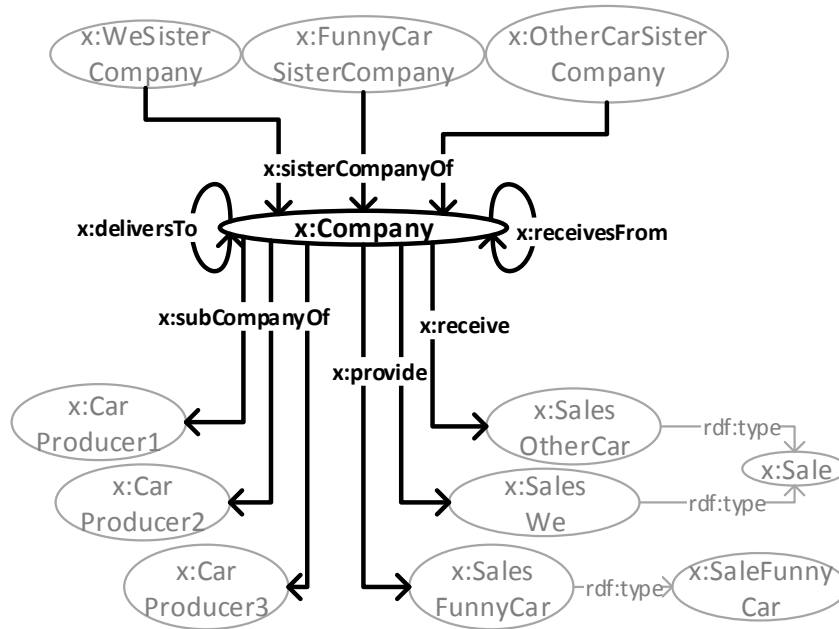 x:WeSister
Company
x:FunnyCar
SisterCompany
x:OtherCarSister
Company
x:sisterCompanyOf
x:deliversTo
x:Company
x:receivesFrom
x:subCompanyOf
x:receive
x:provide
x:Car
Producer1
x:Sales
OtherCar
rdf:type
x:Sale
x:Car
Producer2
x:Sales
We
rdf:type
x:Car
Producer3
x:Sales
FunnyCar
rdf:type
x:SaleFunny
Car